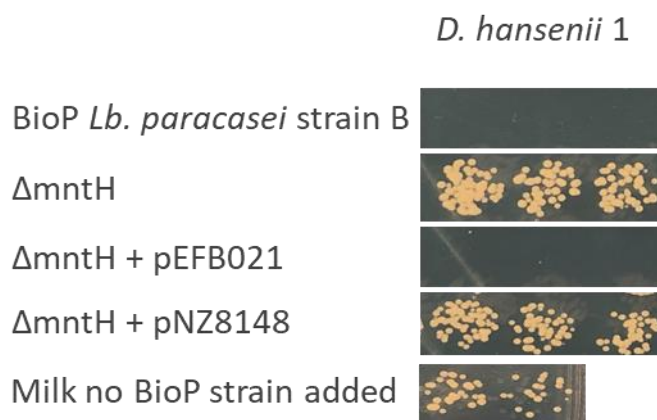 D. hansenii 1
BioP Lb. paracasei strain B
ΔmntH
ΔmntH + pEFB021
ΔmntH + pNZ8148
Milk no BioP strain added